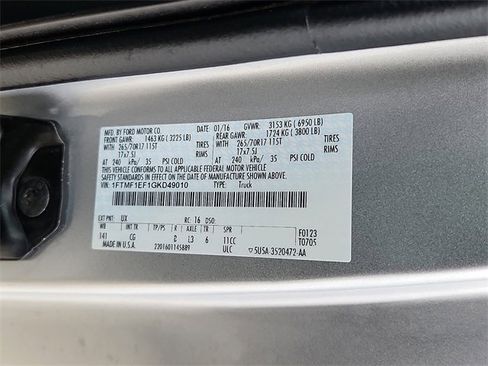 MFD. BY FORD MOTOR CO.
DATE: 01/16 GVWR: 3153 KG ( 6950 LB)
FRONT GAWR: 1463 KG ( 3225 LB) REAR GAWR: 1724 KG ( 3800 LB)
WITH 265/70R17 115T TIRES WITH 265/70R17 115T TIRES
17x7.5J RIMS 17x7.5J RIMS
AT 240 kPa/ 35 PSI COLD AT 240 kPa/ 35 PSI COLD
THIS VEHICLE CONFORMS TO ALL APPLICABLE FEDERAL MOTOR VEHICLE
SAFETY STANDARDS IN EFFECT ON THE DATE OF MANUFACTURE SHOWN ABOVE.
VIN: 1FTMF1EF1GKD49010 TYPE: Truck
EXT PNT: UX RC: 16 DSO: F0123
WB INT TR TP/PS R AXLE TR SPR T0705
141 CG D L3 6 11CC
MADE IN U.S.A. 2201601145889 ULC 5U5A-3520472-AA